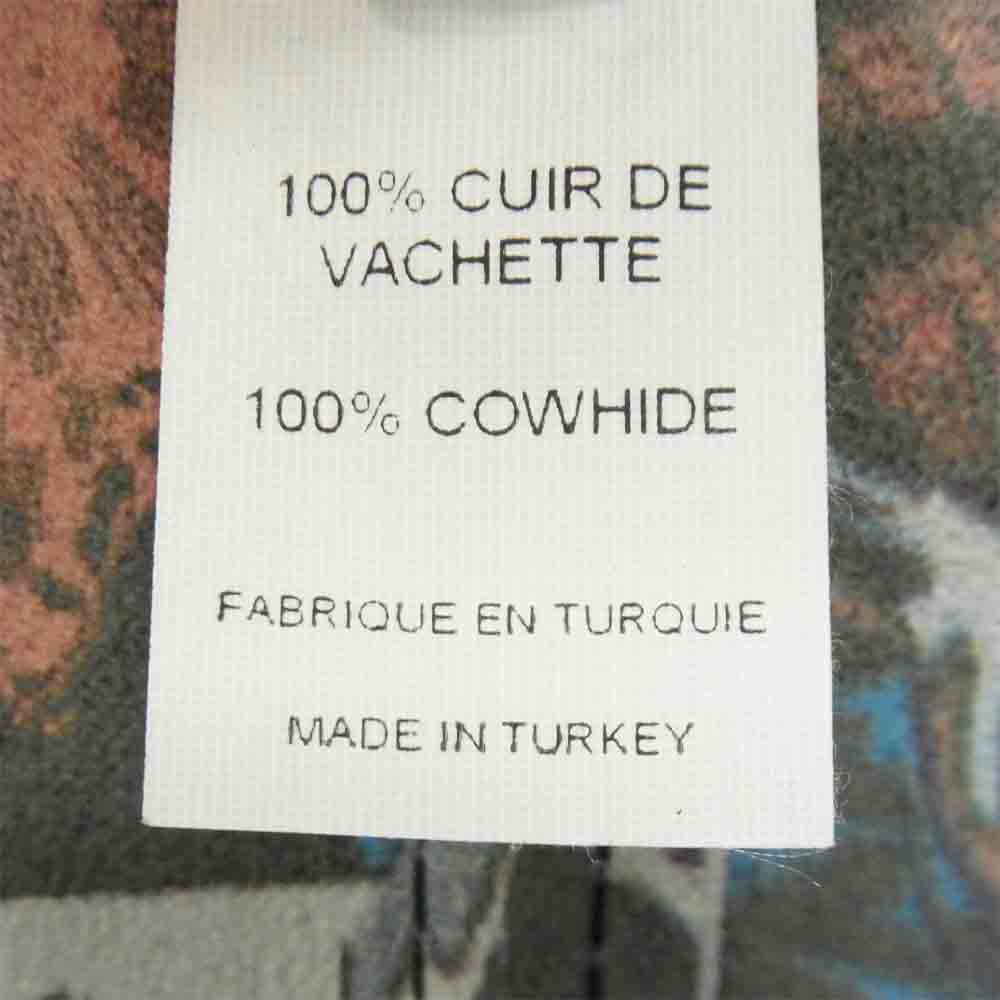 100% CUIR DE
VACHETTE
100% COWHIDE
FABRIQUE EN TURQUIE
MADE IN TURKEY